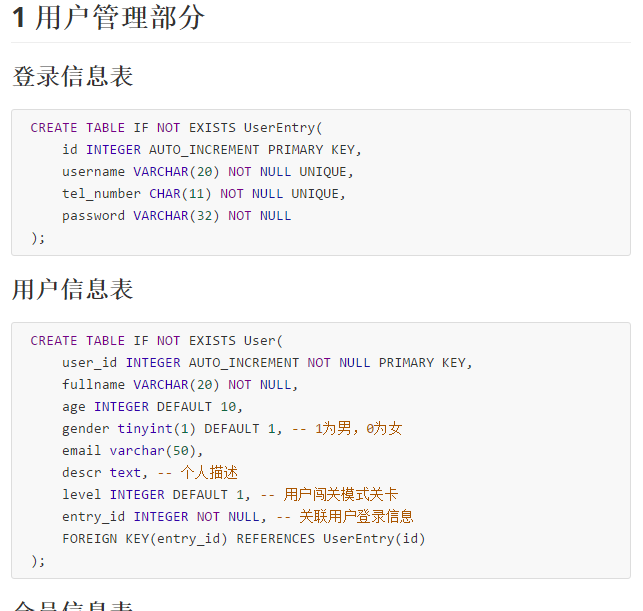 1 用户管理部分
登录信息表
CREATE TABLE IF NOT EXISTS UserEntry(
id INTEGER AUTO_INCREMENT PRIMARY KEY,
username VARCHAR(20) NOT NULL UNIQUE,
tel_number CHAR(11) NOT NULL UNIQUE,
password VARCHAR(32) NOT NULL
);
用户信息表
CREATE TABLE IF NOT EXISTS User(
user_id INTEGER AUTO_INCREMENT NOT NULL PRIMARY KEY,
fullname VARCHAR(20) NOT NULL,
age INTEGER DEFAULT 10,
gender tinyint(1) DEFAULT 1, -- 1为男，0为女
email varchar(50),
descr text, -- 个人描述
level INTEGER DEFAULT 1, -- 用户闯关模式关卡
entry_id INTEGER NOT NULL, -- 关联用户登录信息
FOREIGN KEY(entry_id) REFERENCES UserEntry(id)
);
会员信息表